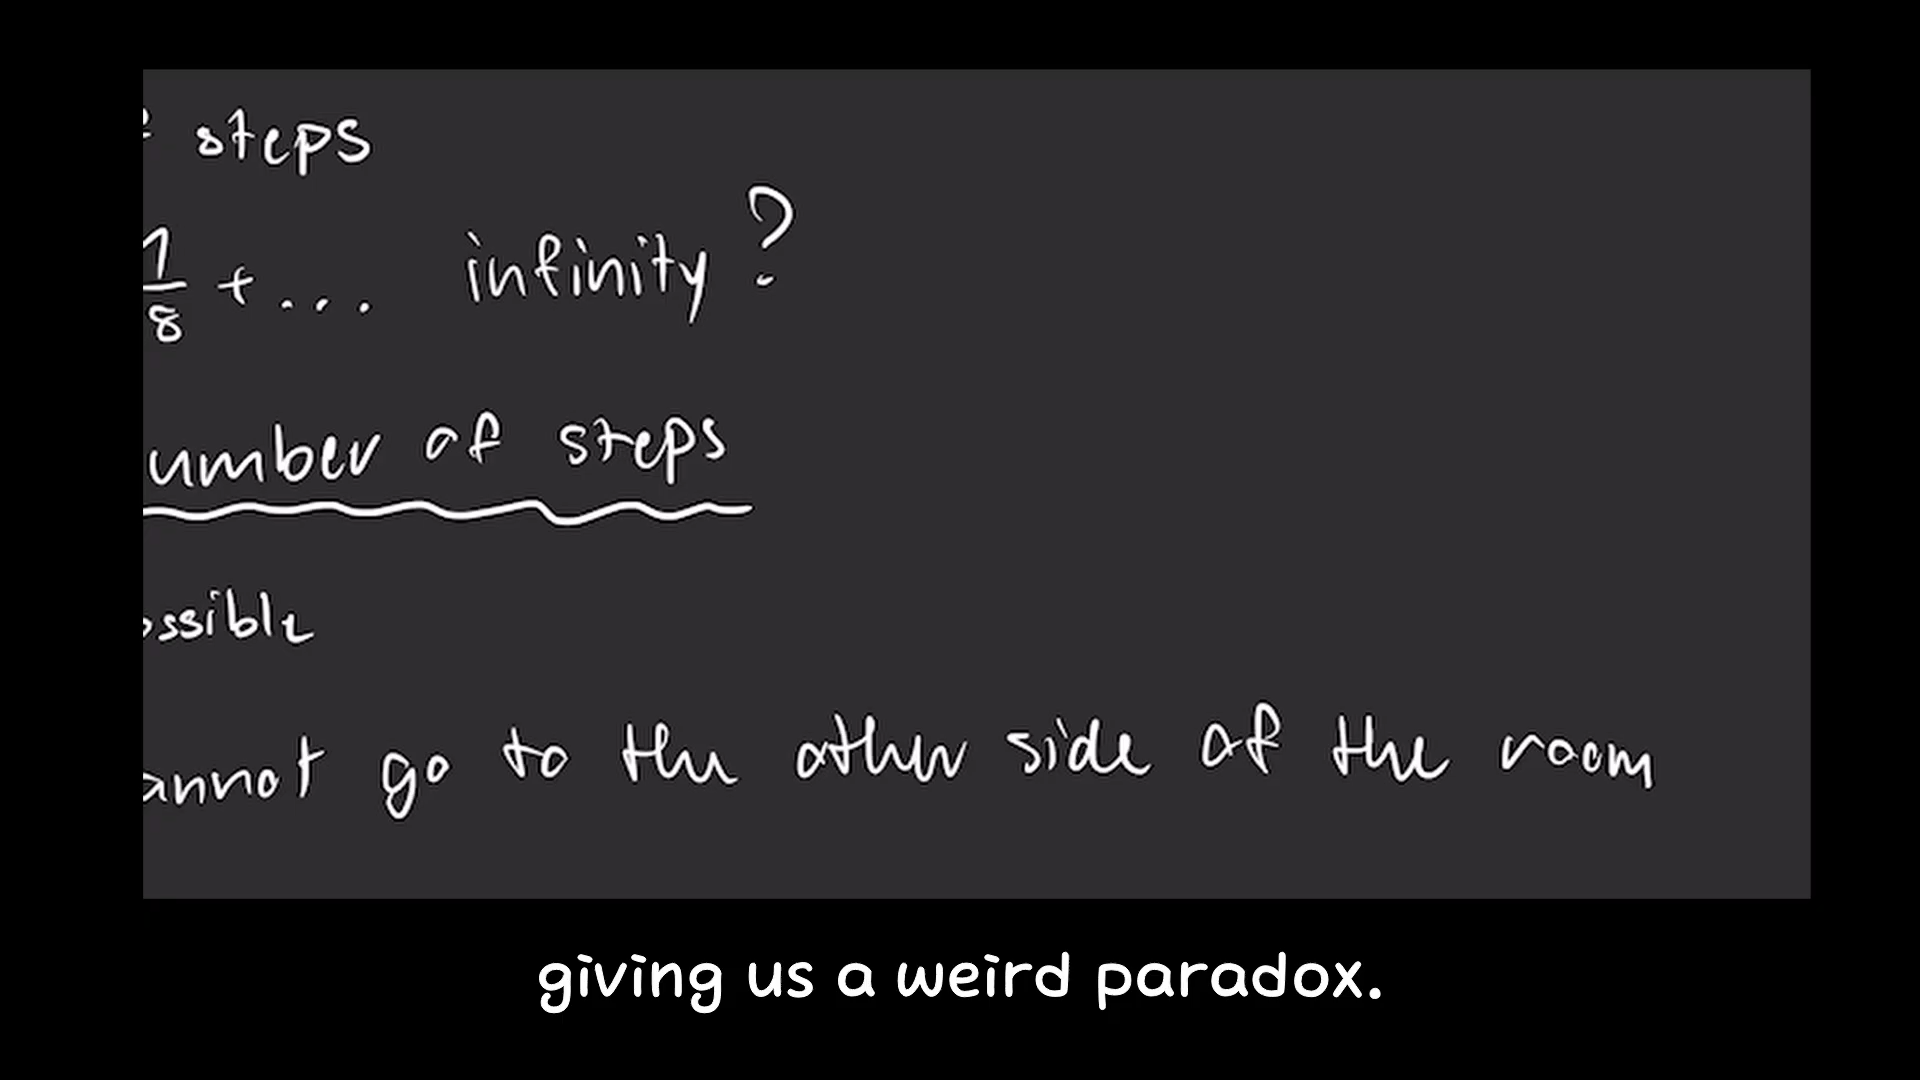 steps
1/8 + ... infinity?
umber of steps
ossible
annot go to the other side of the room
giving us a weird paradox.